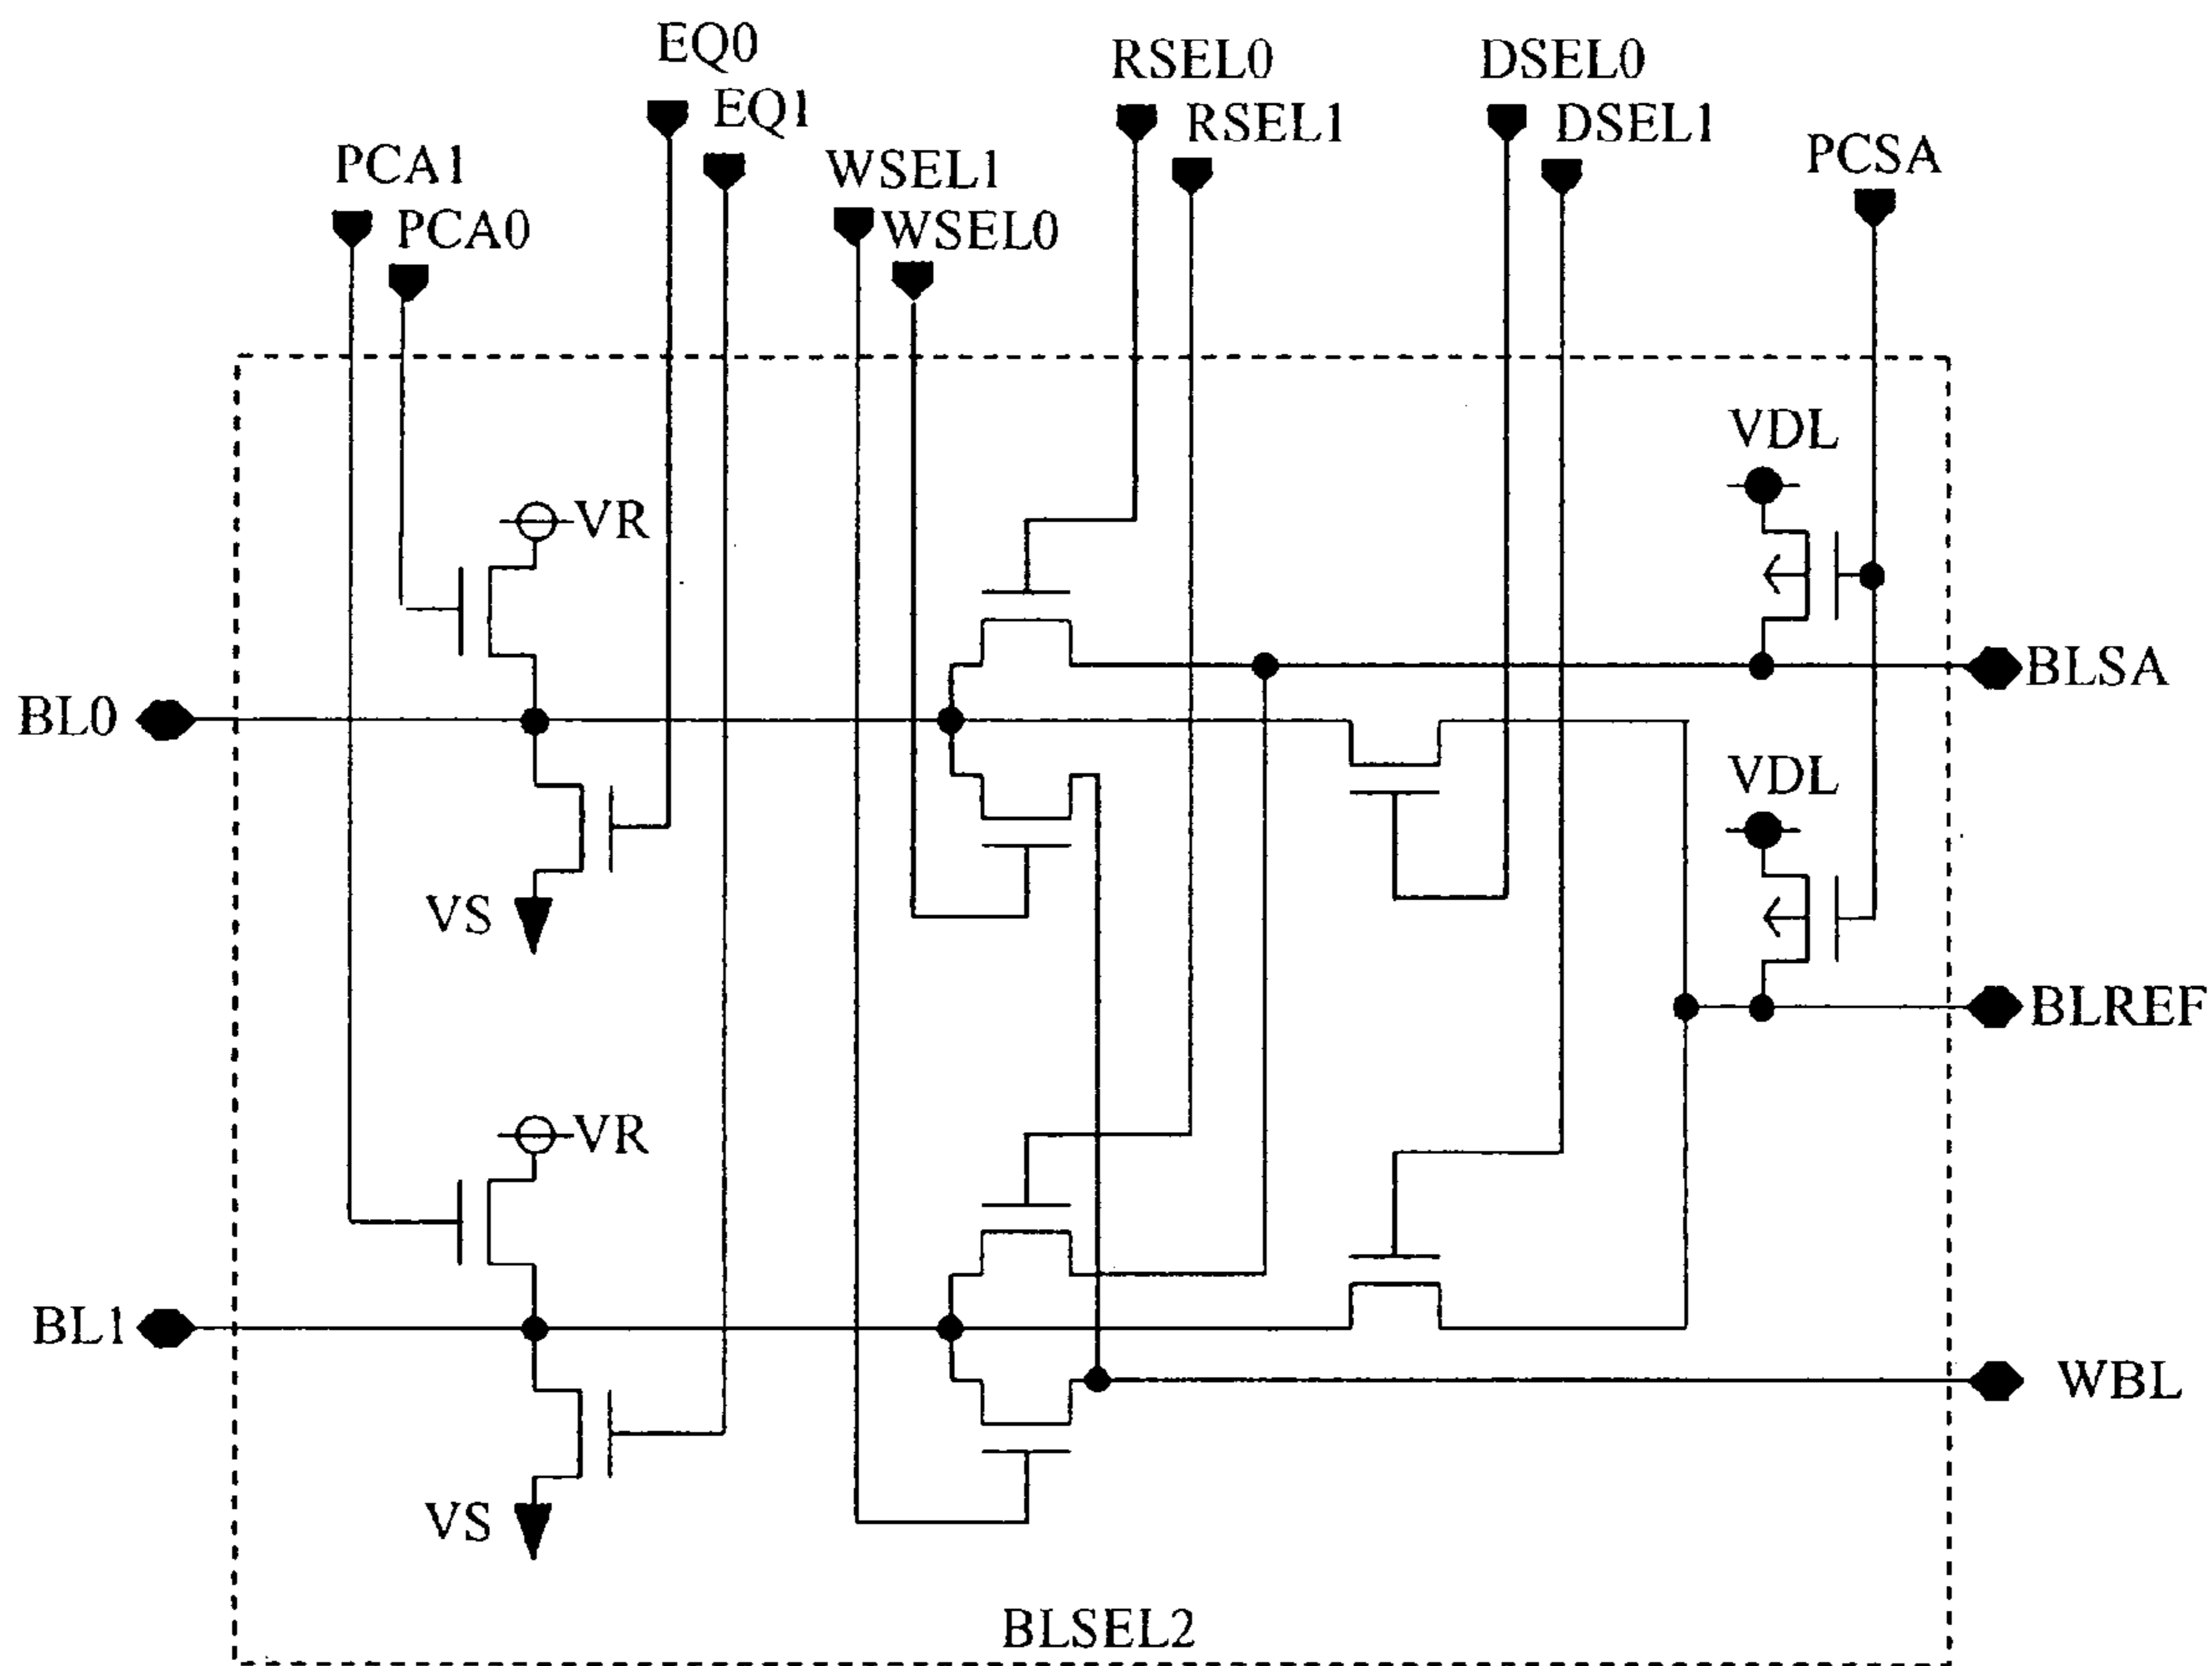 EQ0
EQ1
RSEL0
RSEL1
DSEL0
DSEL1
PCA1
PCA0
WSEL1
WSEL0
PCSA
VDL
VR
BLSA
BL0
VDL
VS
BLREF
VR
BL1
WBL
VS
BLSEL2